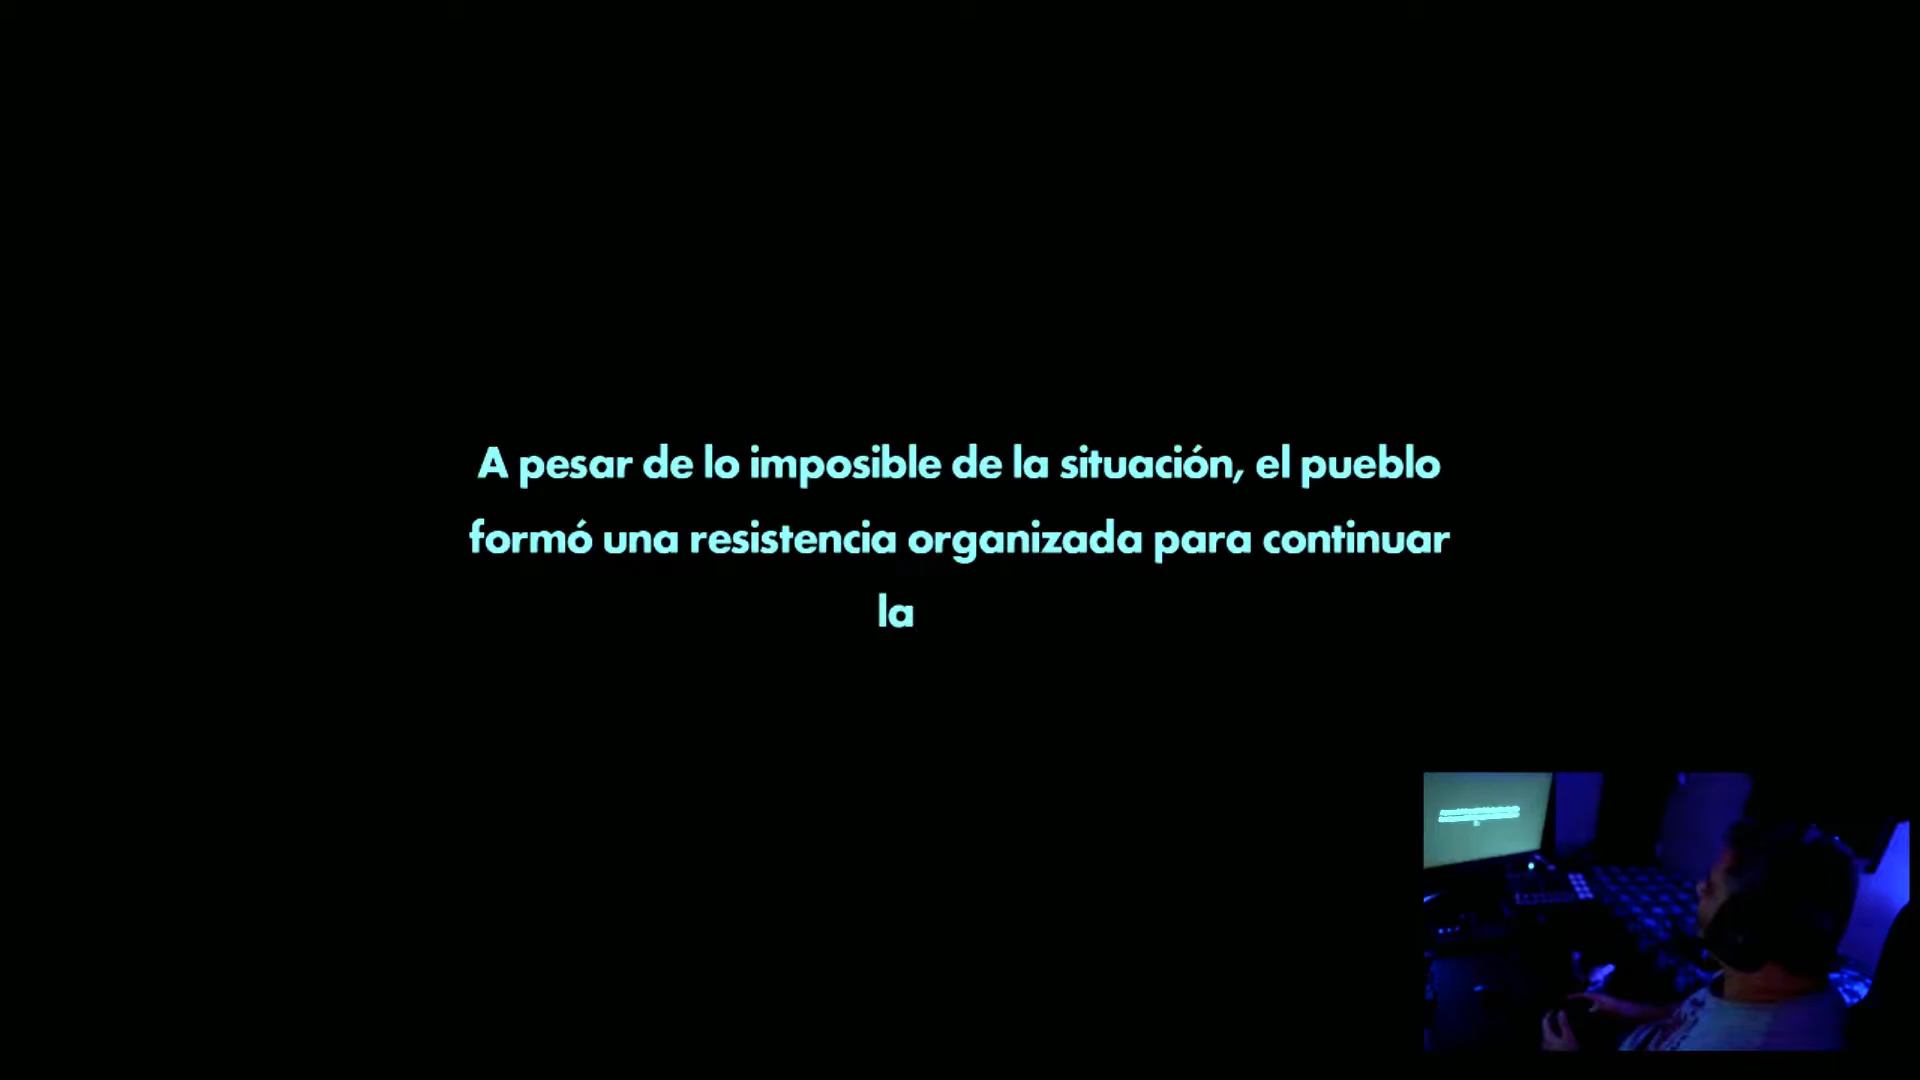 A pesar de lo imposible de la situación, el pueblo
formó una resistencia organizada para continuar
la